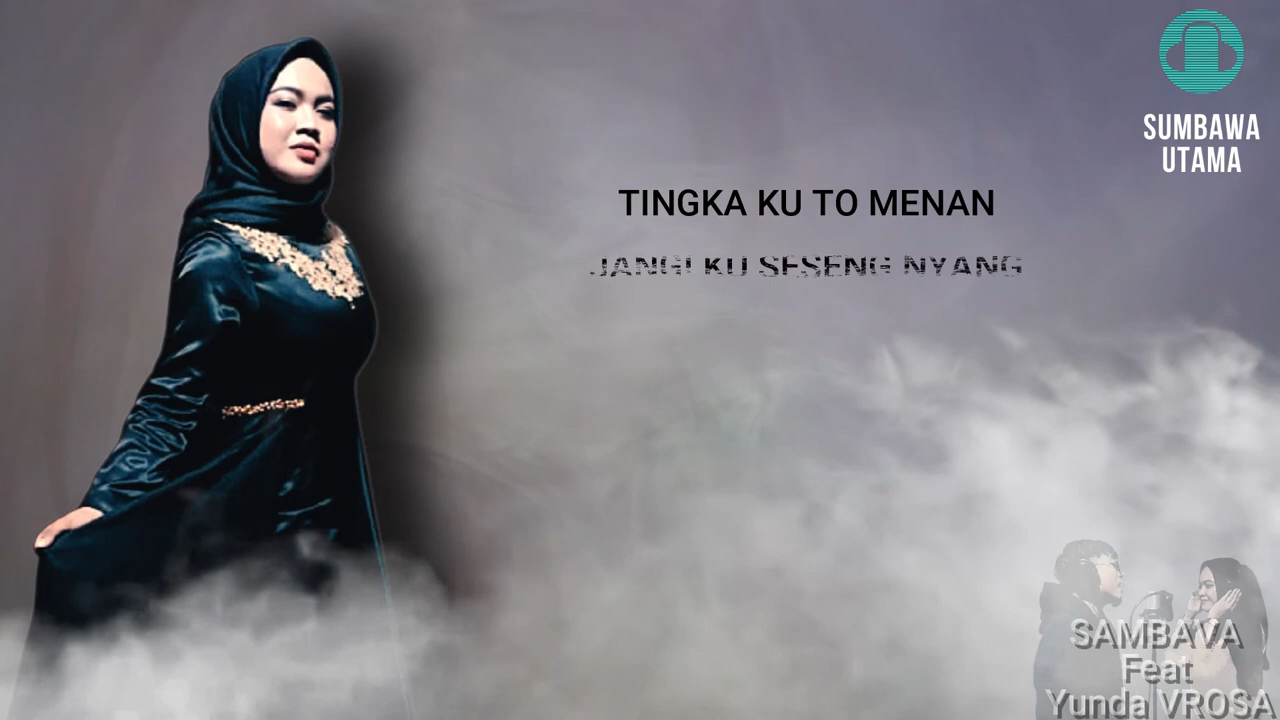 SUMBAWA
UTAMA
TINGKA KU TO MENAN
JANGI KU SESENG NYANG
SAMBAVA
Feat
Yunda VROSA